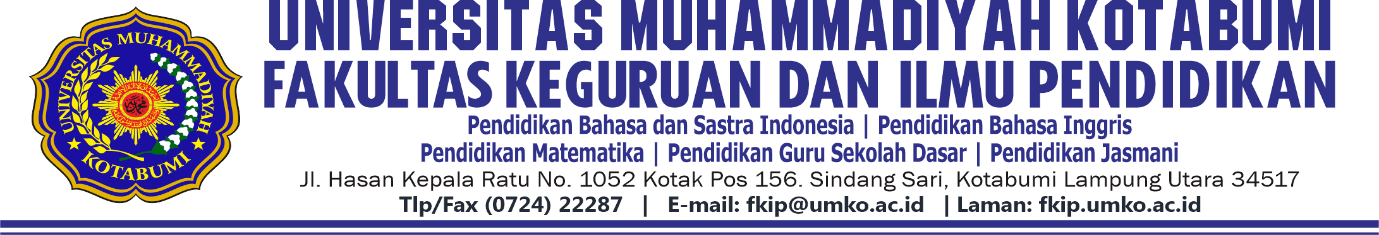 UNIVERSITAS MUHAMMADIYAH
KOTABUMI
UNIVERSITAS MUHAMMADIYAH KOTABUMI
FAKULTAS KEGURUAN DAN ILMU PENDIDIKAN
Pendidikan Bahasa dan Sastra Indonesia | Pendidikan Bahasa Inggris
Pendidikan Matematika | Pendidikan Guru Sekolah Dasar | Pendidikan Jasmani
Jl. Hasan Kepala Ratu No. 1052 Kotak Pos 156. Sindang Sari, Kotabumi Lampung Utara 34517
Tlp/Fax (0724) 22287 | E-mail: fkip@umko.ac.id | Laman: fkip.umko.ac.id